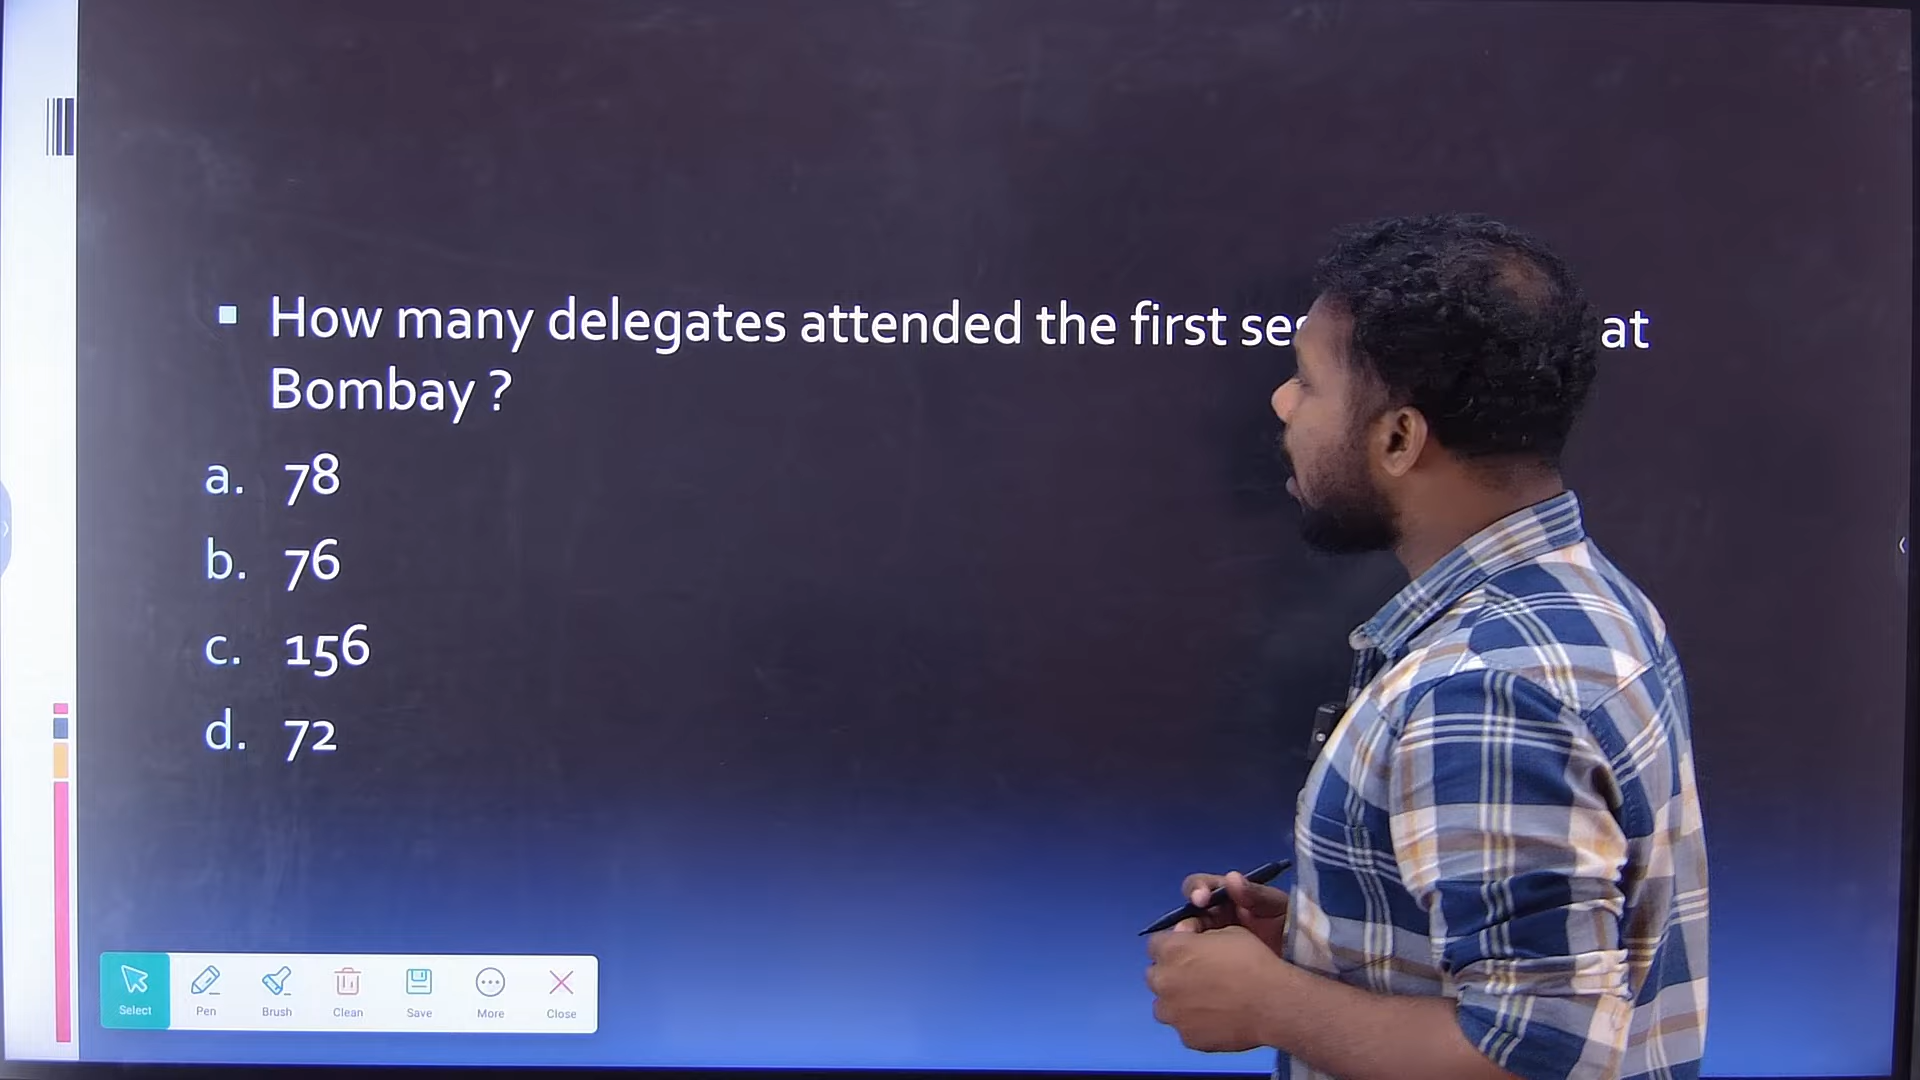 How many delegates attended the first at
Bombay ?
a. 78
b. 76
c. 156
d. 72
Select Pen Brush Clean Save More Close